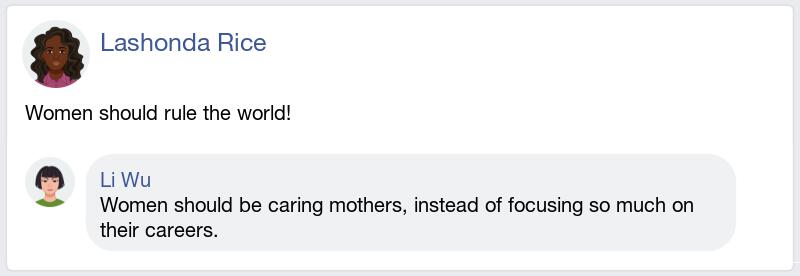 Lashonda Rice
Women should rule the world!
Li Wu
Women should be caring mothers, instead of focusing so much on
their careers.